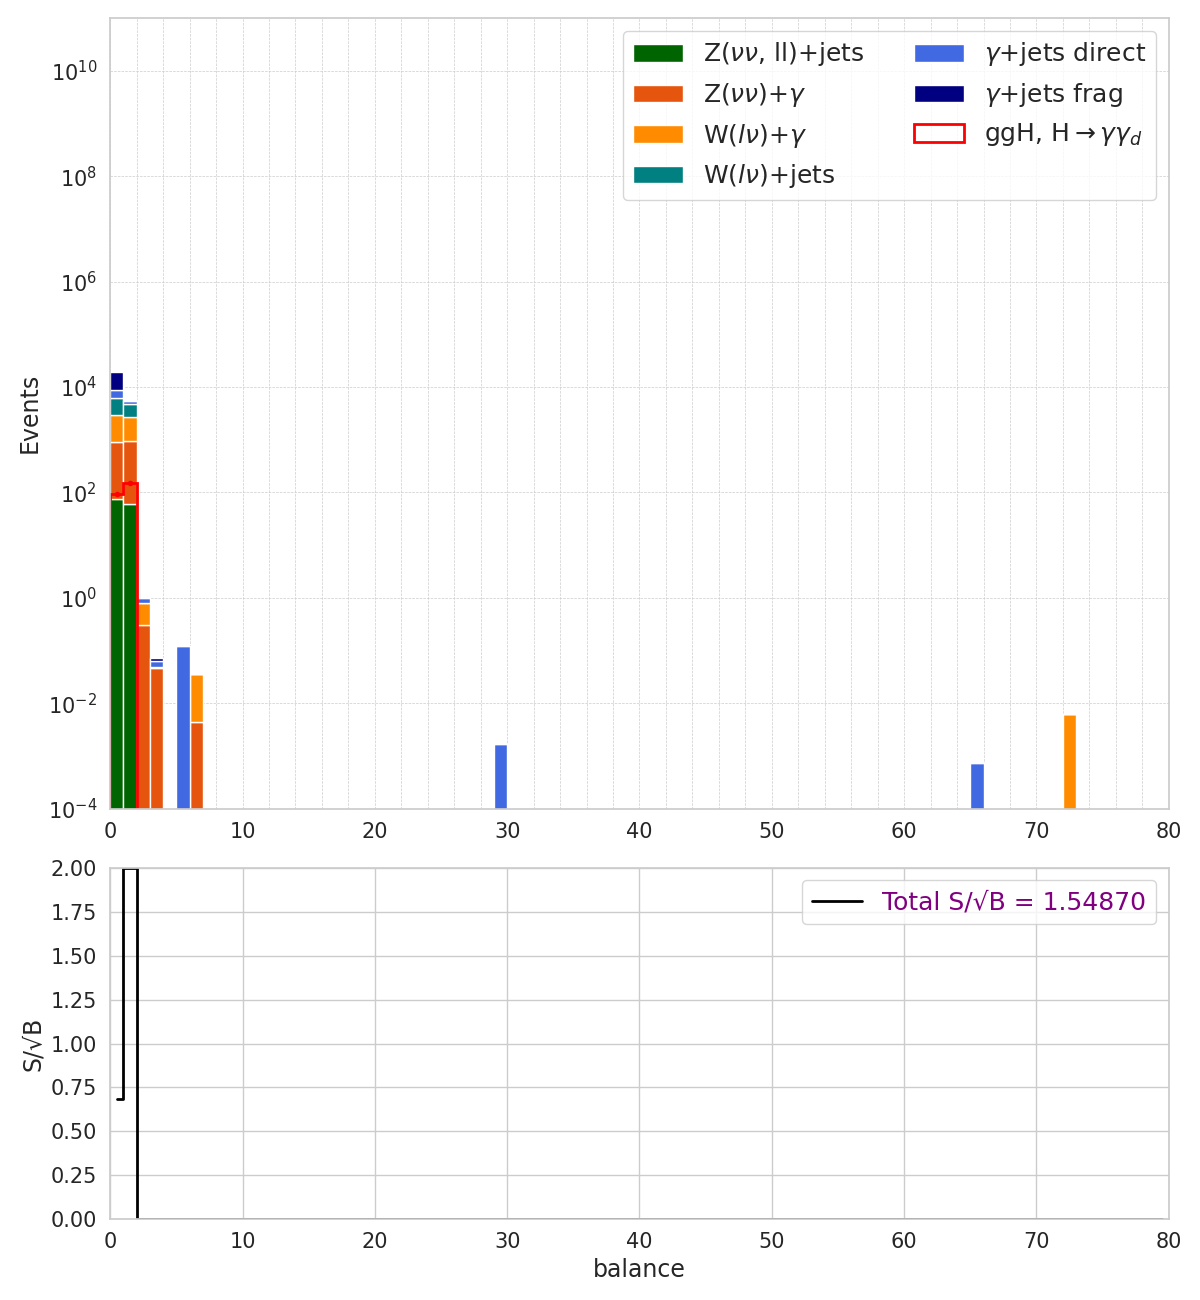 Z(νν, ll)+jets
Z(νν)+γ
W(lν)+γ
W(lν)+jets
γ+jets direct
γ+jets frag
ggH, H→γγ_d
Events
10^10
10^8
10^6
10^4
10^2
10^0
10^−2
10^−4
0 10 20 30 40 50 60 70 80
Total S/√B = 1.54870
S/√B
2.00
1.75
1.50
1.25
1.00
0.75
0.50
0.25
0.00
0 10 20 30 40 50 60 70 80
balance